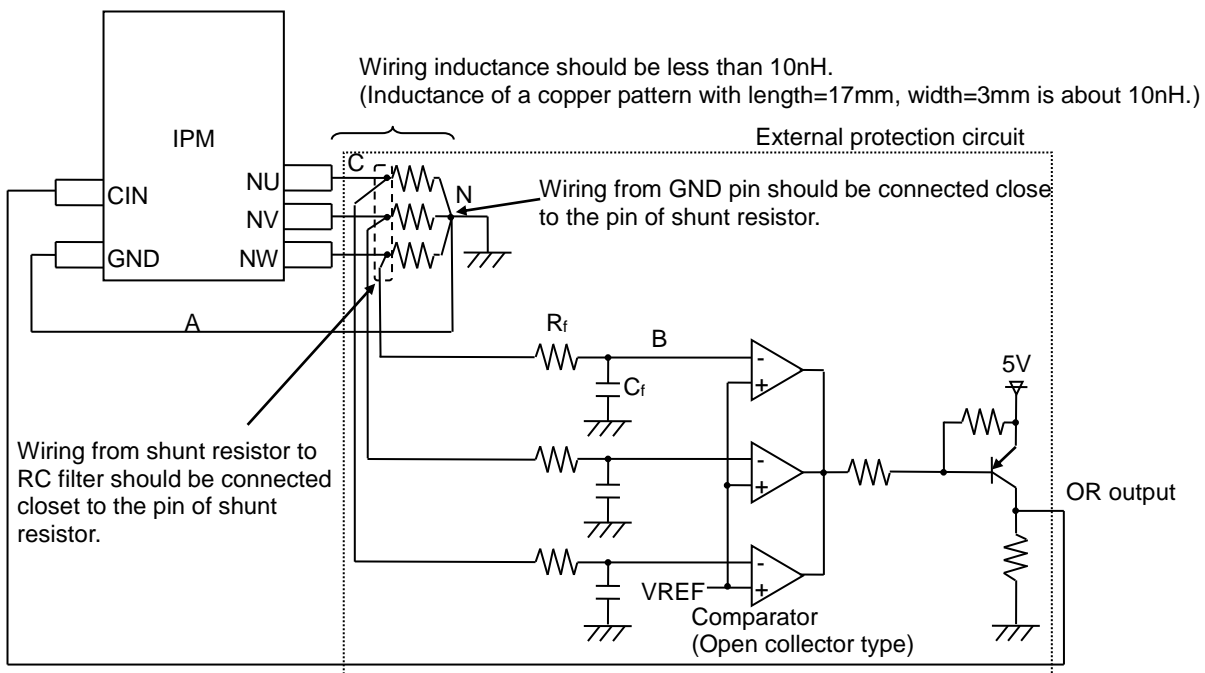 Wiring inductance should be less than 10nH.
(Inductance of a copper pattern with length=17mm, width=3mm is about 10nH.)
External protection circuit
IPM
C
NU
CIN
Wiring from GND pin should be connected close
to the pin of shunt resistor.
N
NV
GND
NW
A
Rf
B
5V
Cf
Wiring from shunt resistor to
RC filter should be connected
closet to the pin of shunt
resistor.
-
+
-
+
OR output
-
+
VREF
Comparator
(Open collector type)